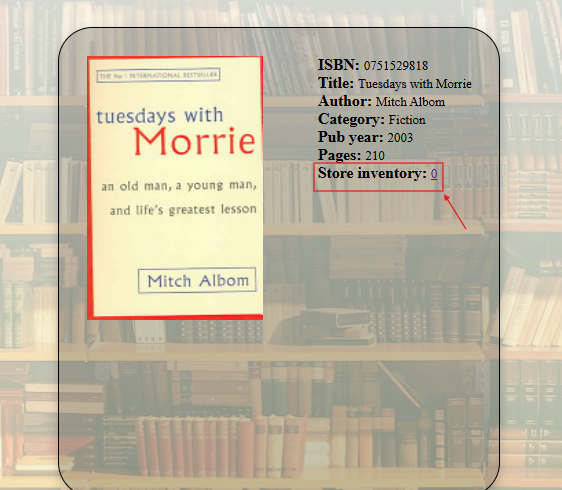 THE No 1 INTERNATIONAL BESTSELLER
tuesdays with
Morrie
an old man, a young man,
and life's greatest lesson
Mitch Albom
ISBN: 0751529818
Title: Tuesdays with Morrie
Author: Mitch Albom
Category: Fiction
Pub year: 2003
Pages: 210
Store inventory: 0